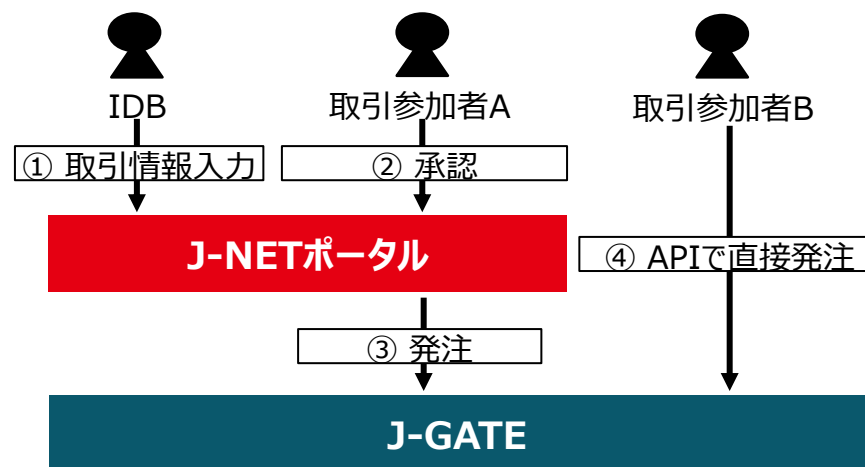 IDB
取引参加者A
取引参加者B
① 取引情報入力
② 承認
J-NETポータル
④ APIで直接発注
③ 発注
J-GATE